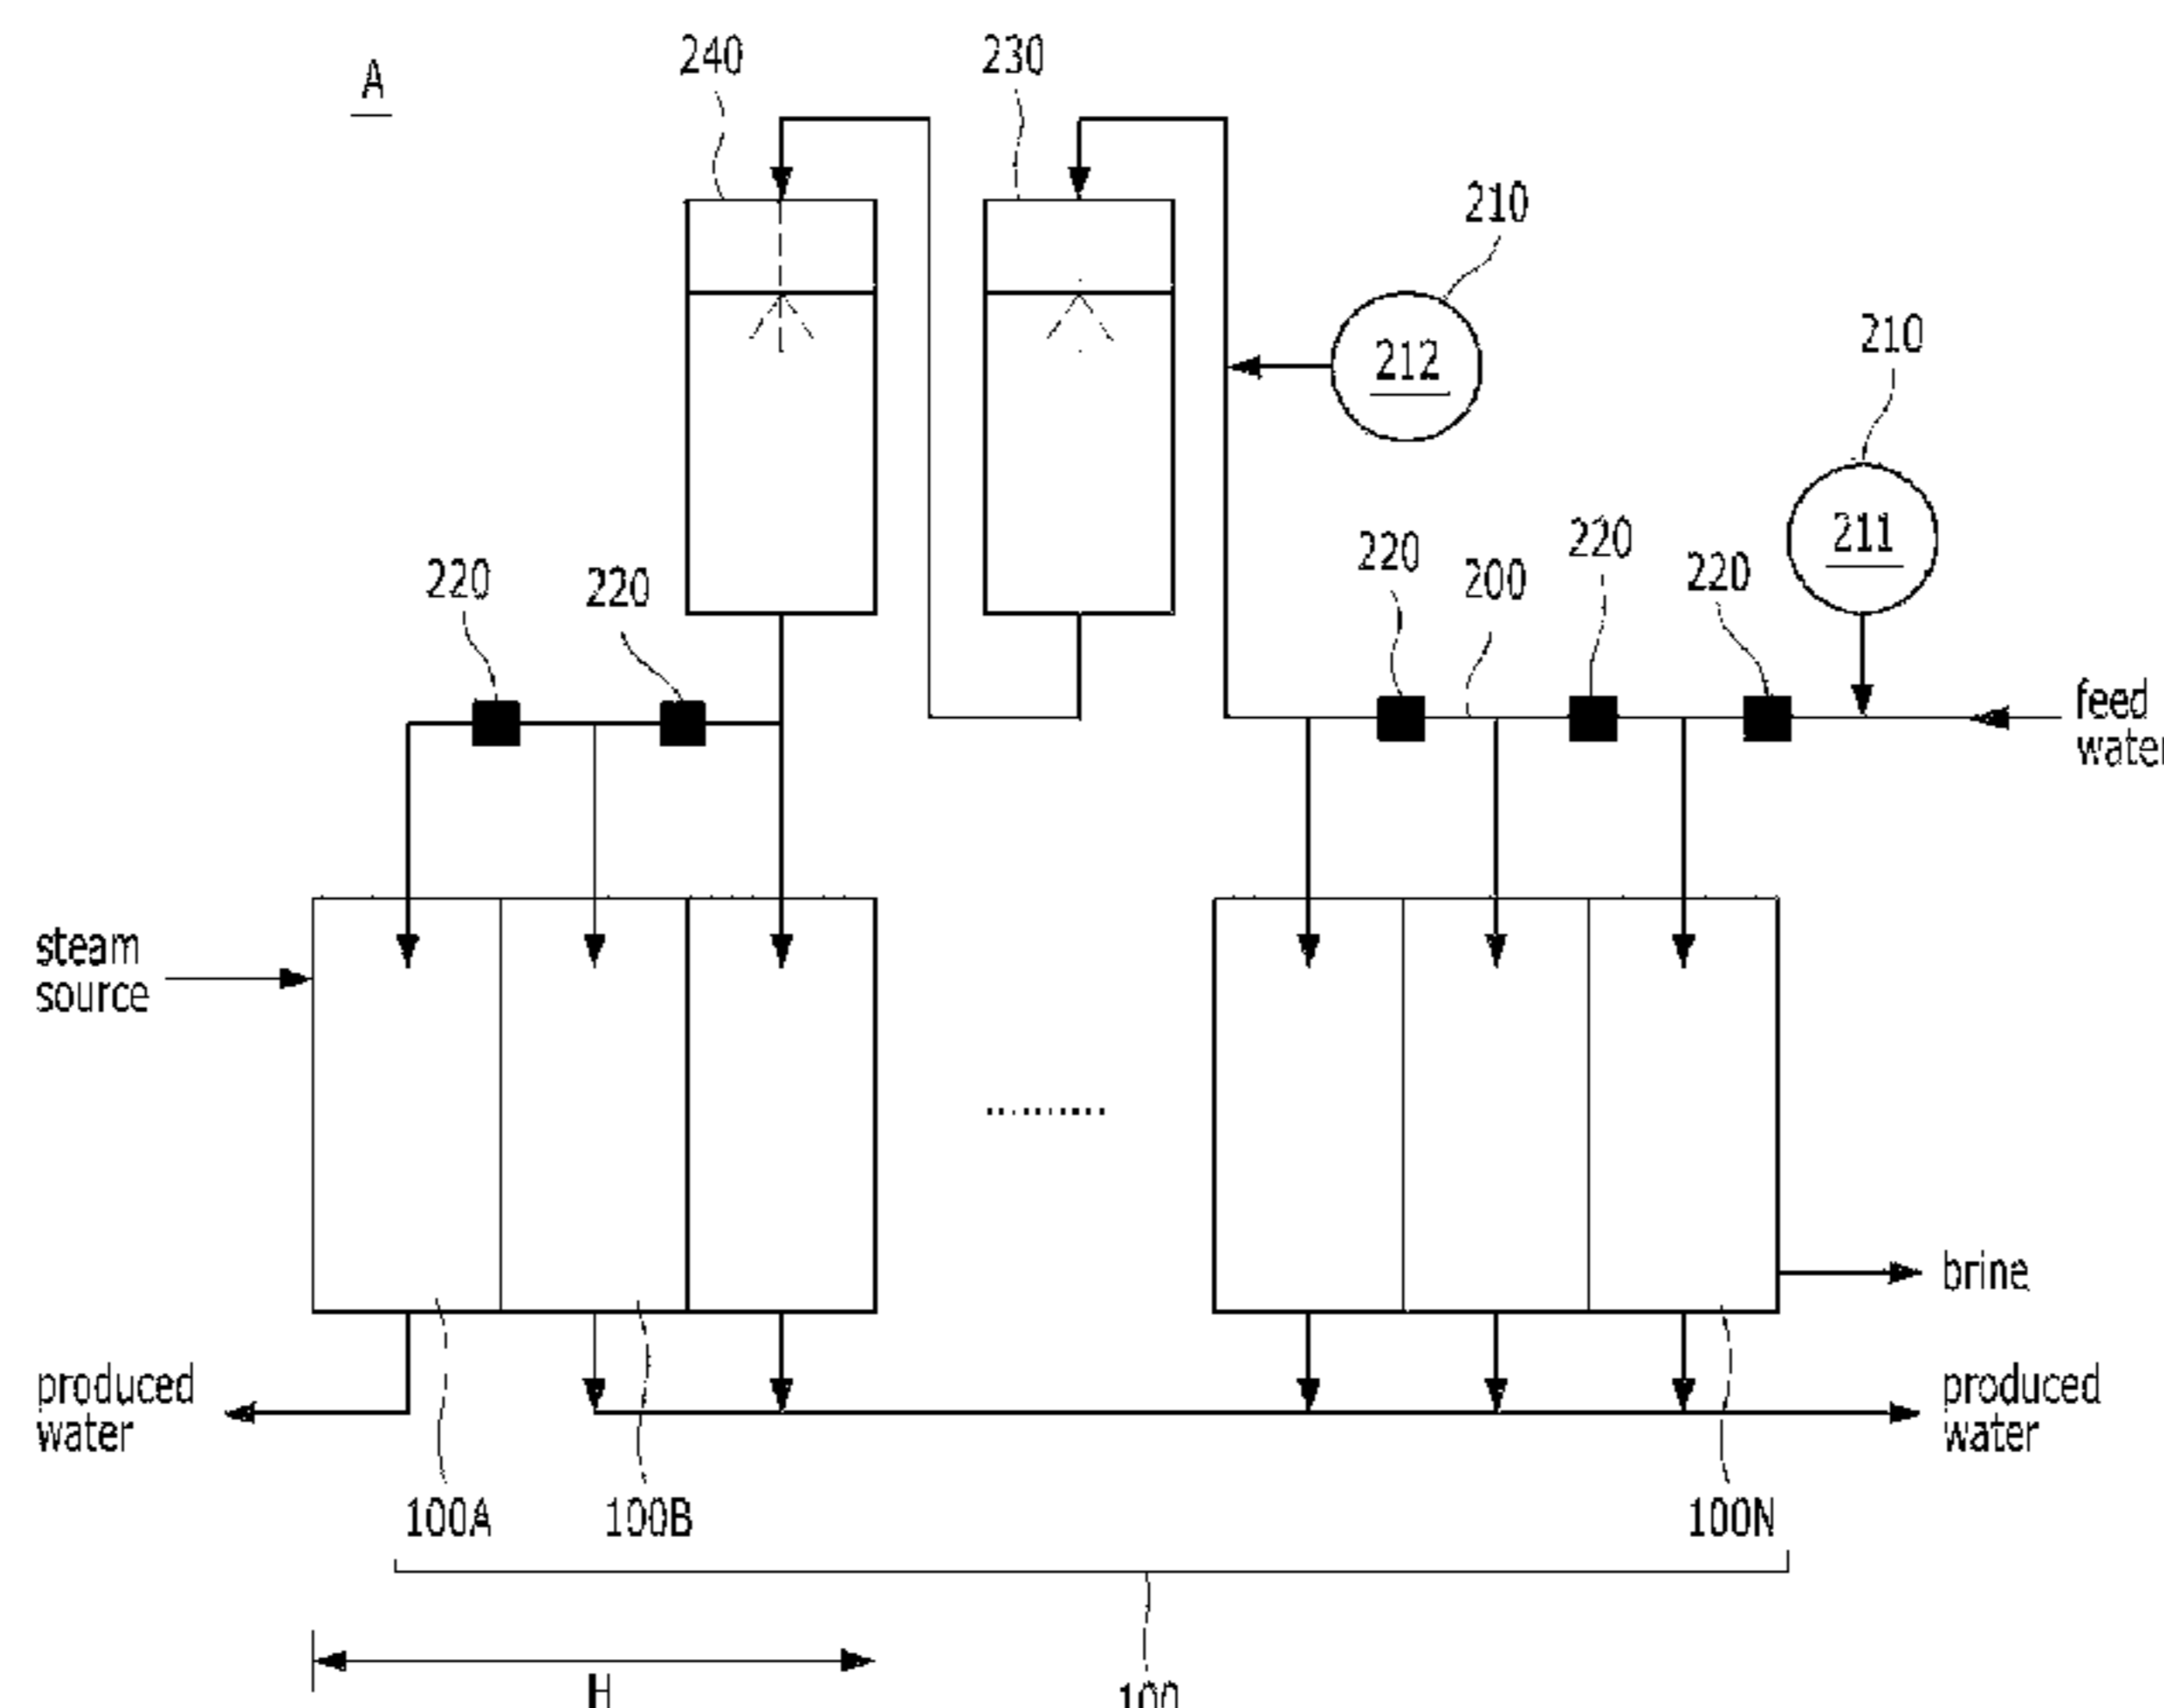 A
240
230
210
212
210
211
220
220
220
200
220
220
feed
water
steam
source
brine
produced
water
produced
water
100A
100B
100N
100
H